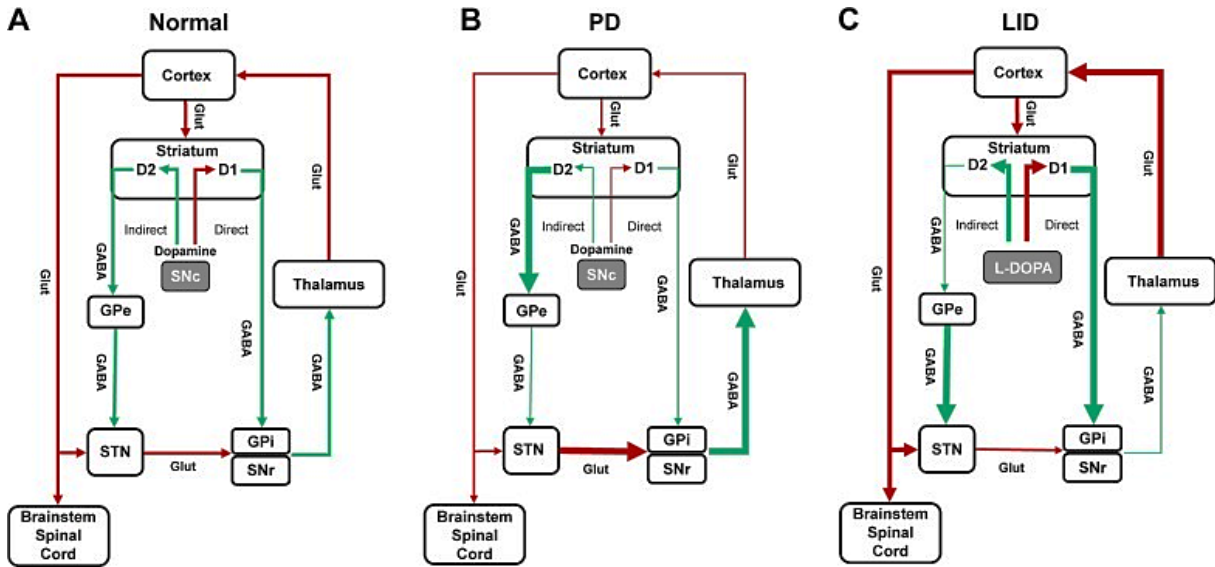 A
Normal
Cortex
Glut
Striatum
D2
D1
Indirect
Direct
Dopamine
SNc
GABA
Glut
Glut
Thalamus
GPe
GABA
GABA
GABA
STN
Glut
GPi
SNr
Brainstem
Spinal
Cord
B
PD
Cortex
Glut
Striatum
D2
D1
Indirect
Direct
Dopamine
SNc
GABA
Glut
Glut
Thalamus
GPe
GABA
GABA
GABA
STN
Glut
GPi
SNr
Brainstem
Spinal
Cord
C
LID
Cortex
Glut
Striatum
D2
D1
Indirect
Direct
L-DOPA
GABA
Glut
Glut
Thalamus
GPe
GABA
GABA
GABA
STN
Glut
GPi
SNr
Brainstem
Spinal
Cord